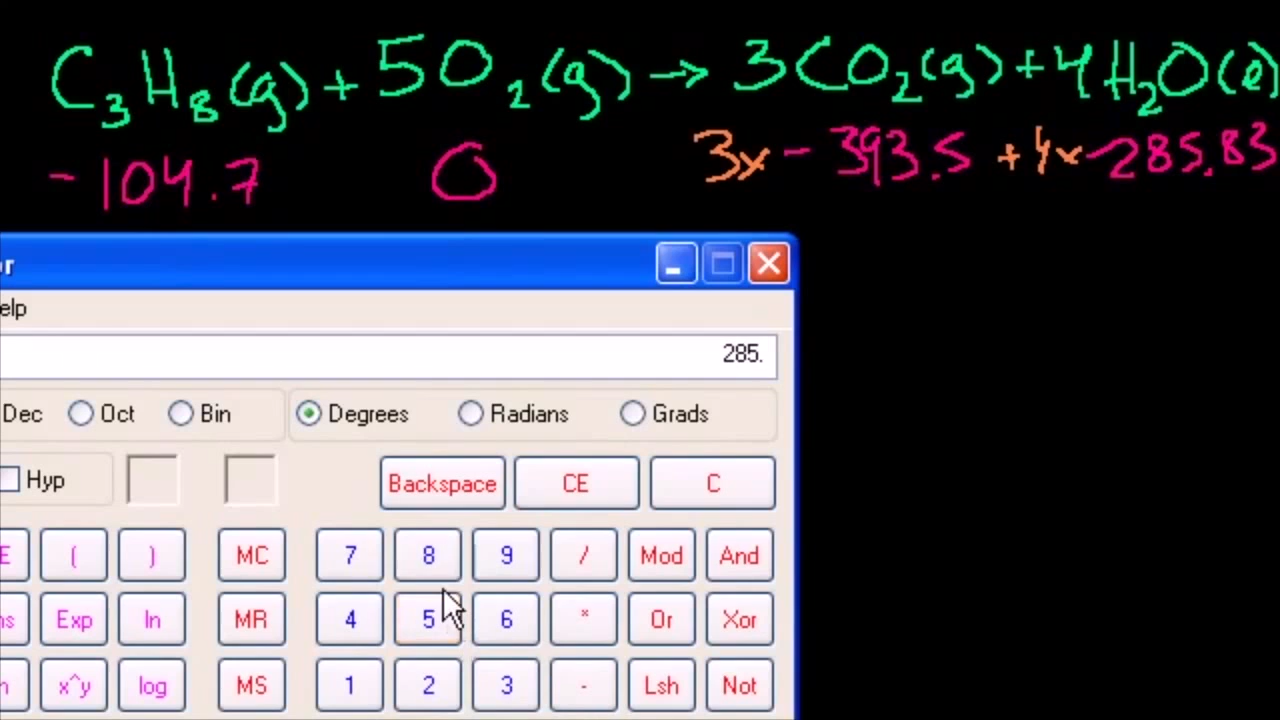 C₃H₈(g) + 5O₂(g) → 3CO₂(g) + 4H₂O(l)
- 104.7 0 3x - 393.5 + 4x - 285.83
or
elp
285.
Dec Oct Bin Degrees Radians Grads
Hyp Backspace CE C
E ( ) MC 7 8 9 / Mod And
ms Exp ln MR 4 5 6 * Or Xor
n x^y log MS 1 2 3 - Lsh Not